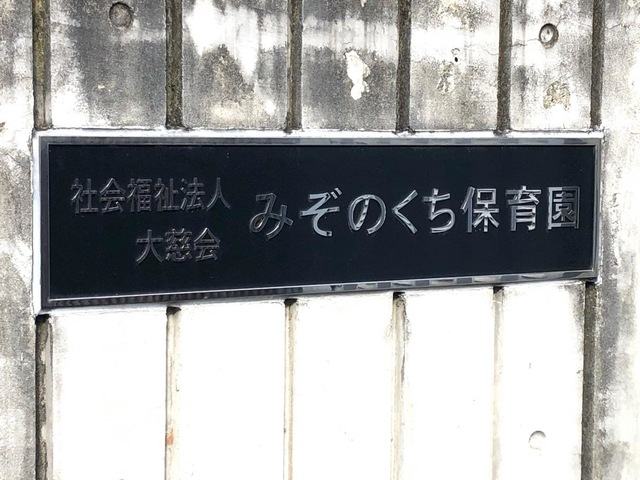 社会福祉法人
大慈会
みぞのくち保育園